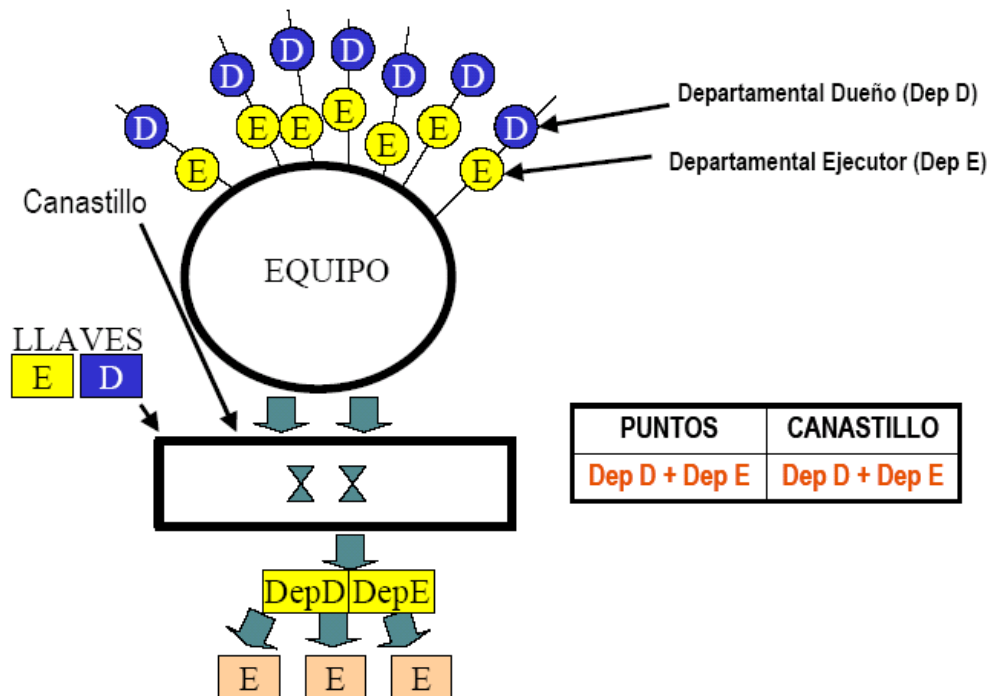 D
D
D
D
D
D
D
E
E
E
E
E
E
E
Departamental Dueño (Dep D)
Departamental Ejecutor (Dep E)
Canastillo
EQUIPO
LLAVES
E D
PUNTOS CANASTILLO
Dep D + Dep E Dep D + Dep E
DepD DepE
E E E